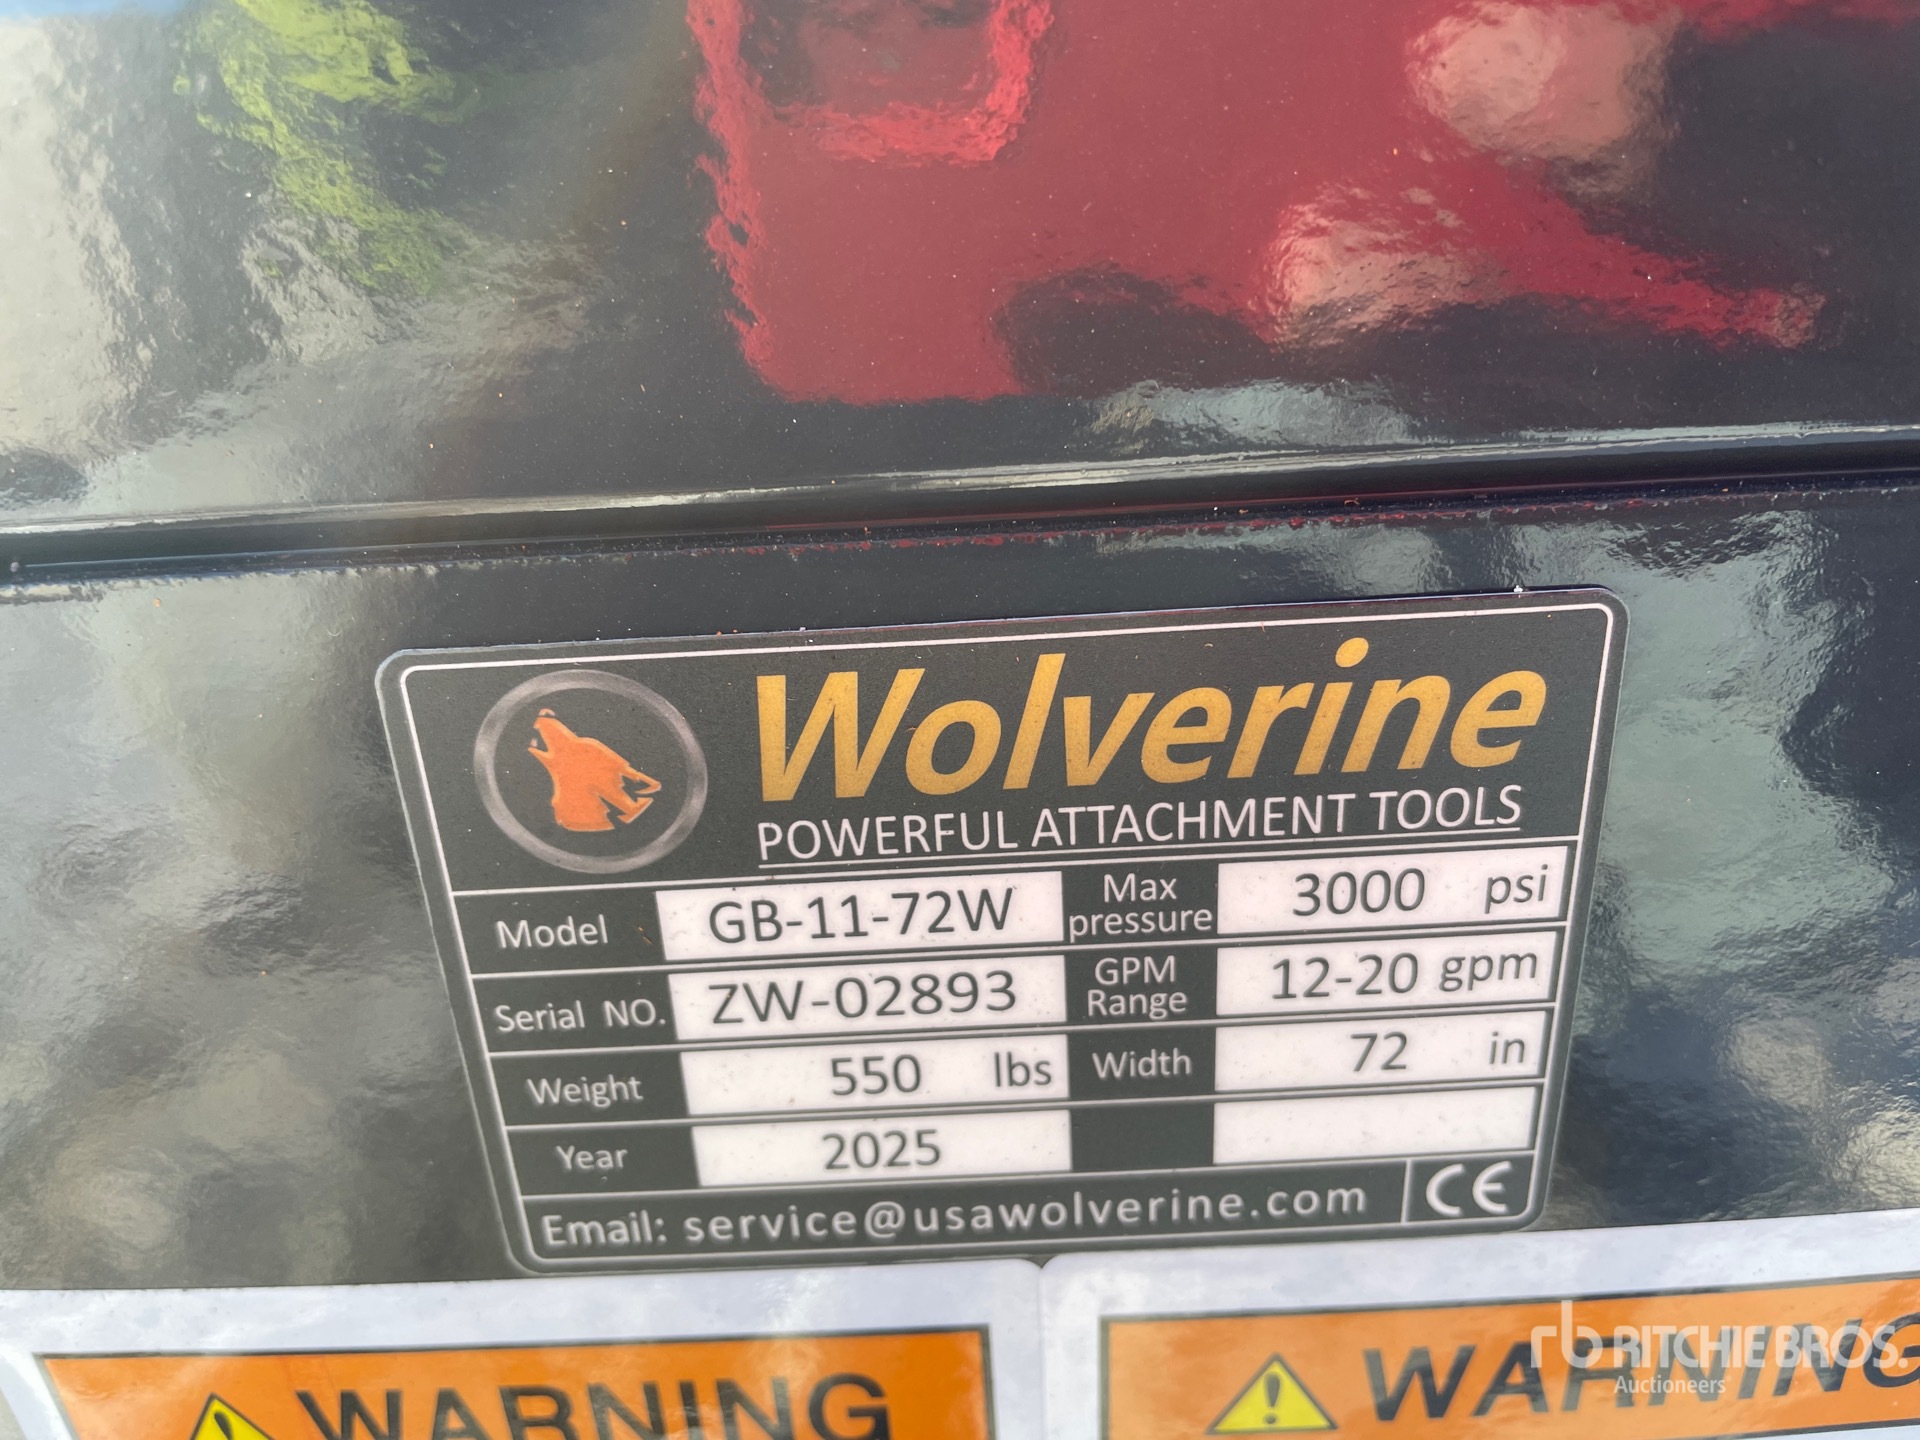 Wolverine
POWERFUL ATTACHMENT TOOLS
Model GB-11-72W Max pressure 3000 psi
Serial NO. ZW-02893 GPM Range 12-20 gpm
Weight 550 lbs Width 72 in
Year 2025
Email: service@usawolverine.com CE
WARNING WARNING
rb RITCHIE BROS.
Auctioneers